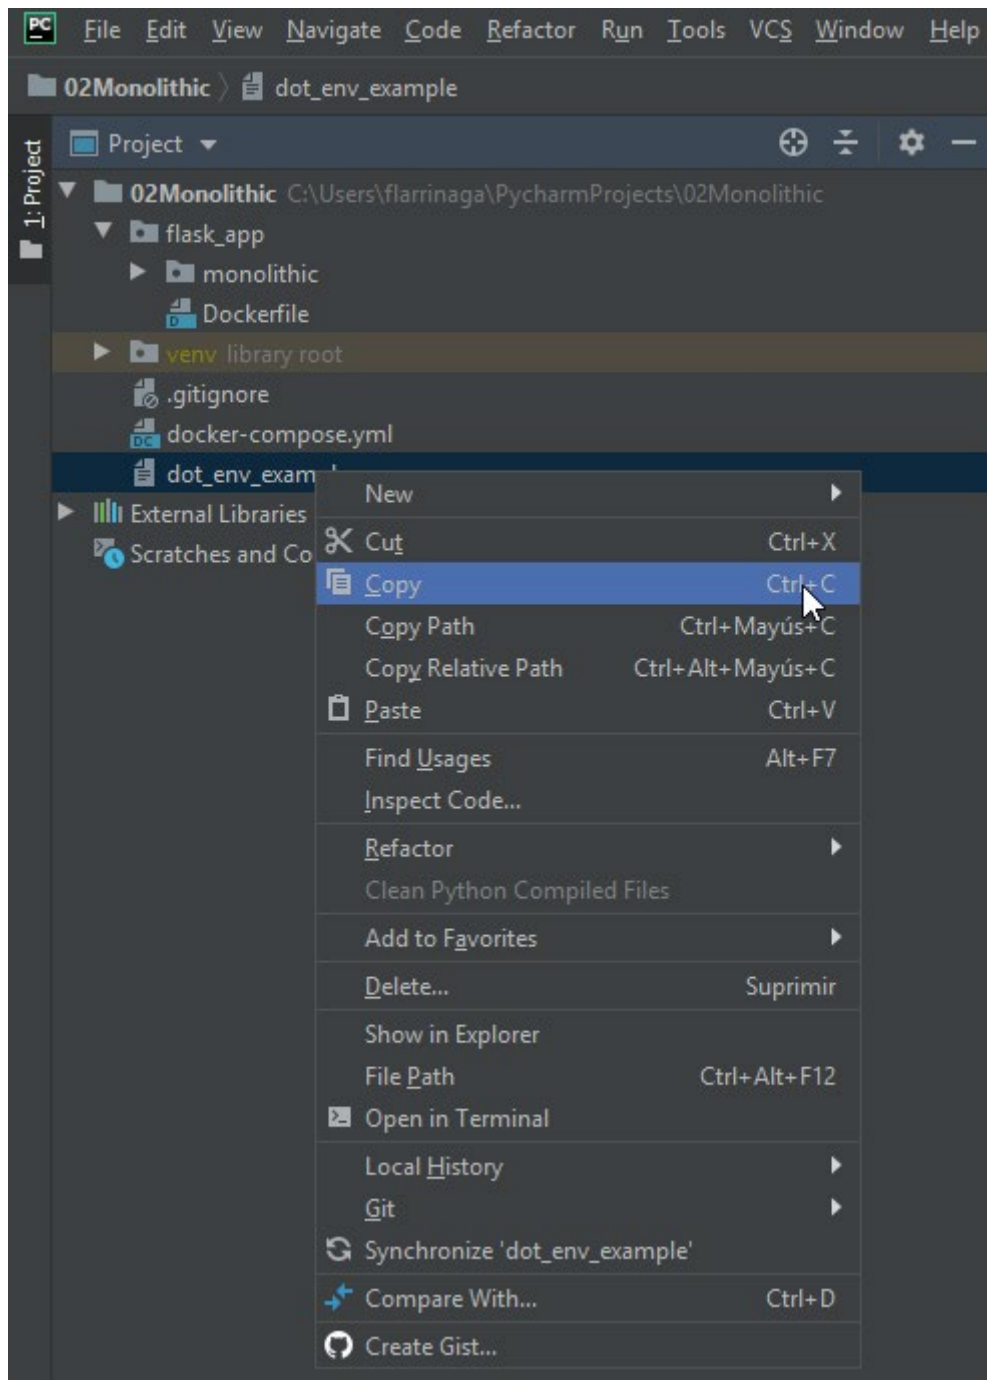 PC File Edit View Navigate Code Refactor Run Tools VCS Window Help
02Monolithic dot_env_example
1: Project
Project
02Monolithic C:\Users\flarrinaga\PycharmProjects\02Monolithic
flask_app
monolithic
D Dockerfile
venv library root
.gitignore
DC docker-compose.yml
dot_env_exam
External Libraries
Scratches and Co
New
Cut Ctrl+X
Copy Ctrl+C
Copy Path Ctrl+Mayús+C
Copy Relative Path Ctrl+Alt+Mayús+C
Paste Ctrl+V
Find Usages Alt+F7
Inspect Code...
Refactor
Clean Python Compiled Files
Add to Favorites
Delete... Suprimir
Show in Explorer
File Path Ctrl+Alt+F12
Open in Terminal
Local History
Git
Synchronize 'dot_env_example'
Compare With... Ctrl+D
Create Gist...